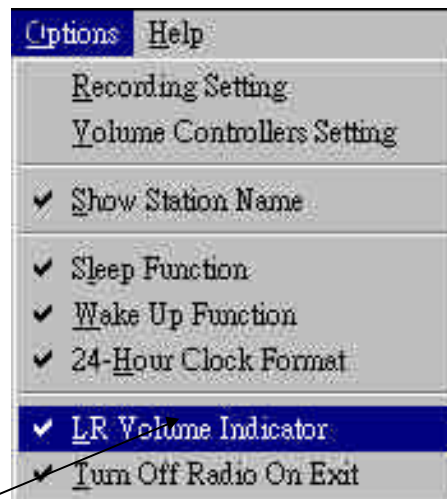 Options Help
Recording Setting
Volume Controllers Setting
Show Station Name
Sleep Function
Wake Up Function
24-Hour Clock Format
LR Volume Indicator
Turn Off Radio On Exit